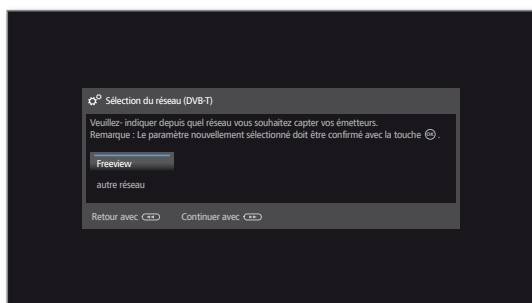 Sélection du réseau (DVB-T)
Veuillez- indiquer depuis quel réseau vous souhaitez capter vos émetteurs.
Remarque : Le paramètre nouvellement sélectionné doit être confirmé avec la touche OK .
Freeview
autre réseau
Retour avec Continuer avec